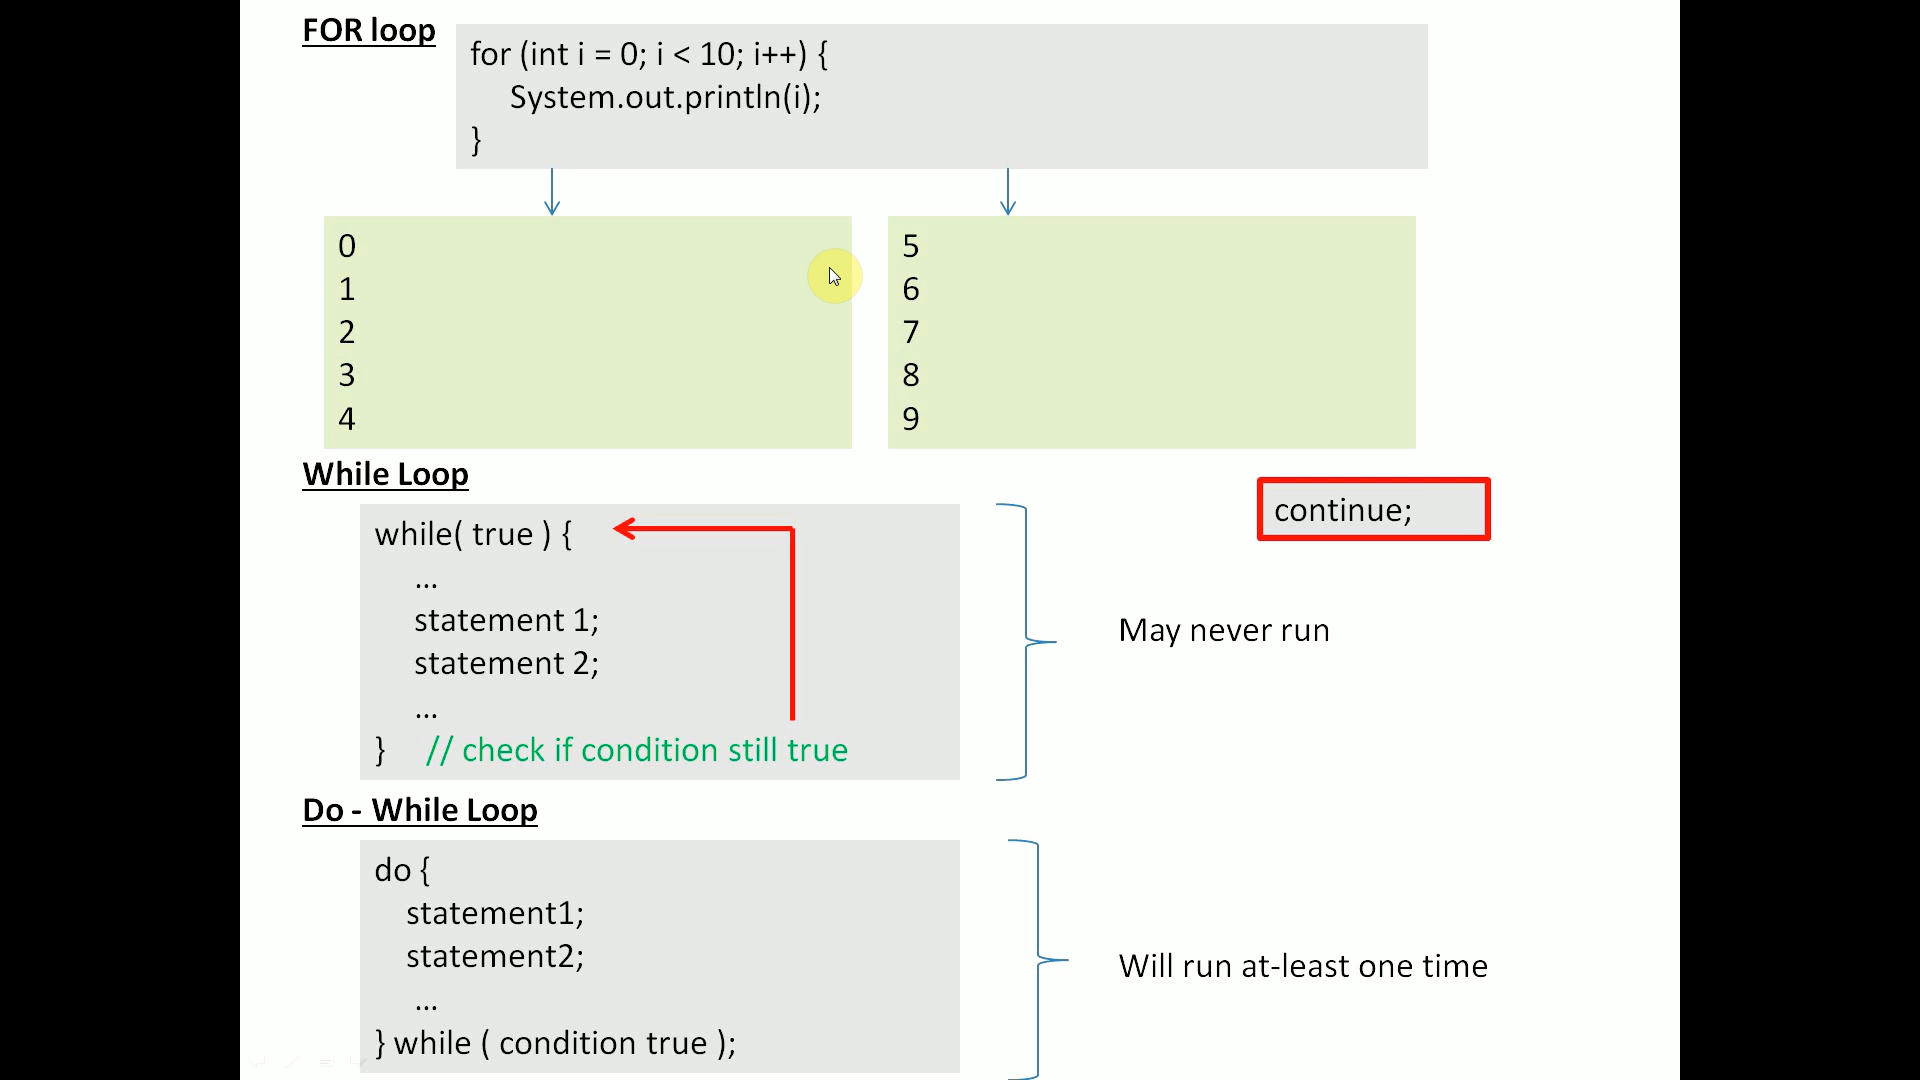 FOR loop
for (int i = 0; i < 10; i++) {
System.out.println(i);
}
0
1
2
3
4
5
6
7
8
9
While Loop
while( true ) {
...
statement 1;
statement 2;
...
} // check if condition still true
continue;
May never run
Do - While Loop
do {
statement1;
statement2;
...
} while ( condition true );
Will run at-least one time